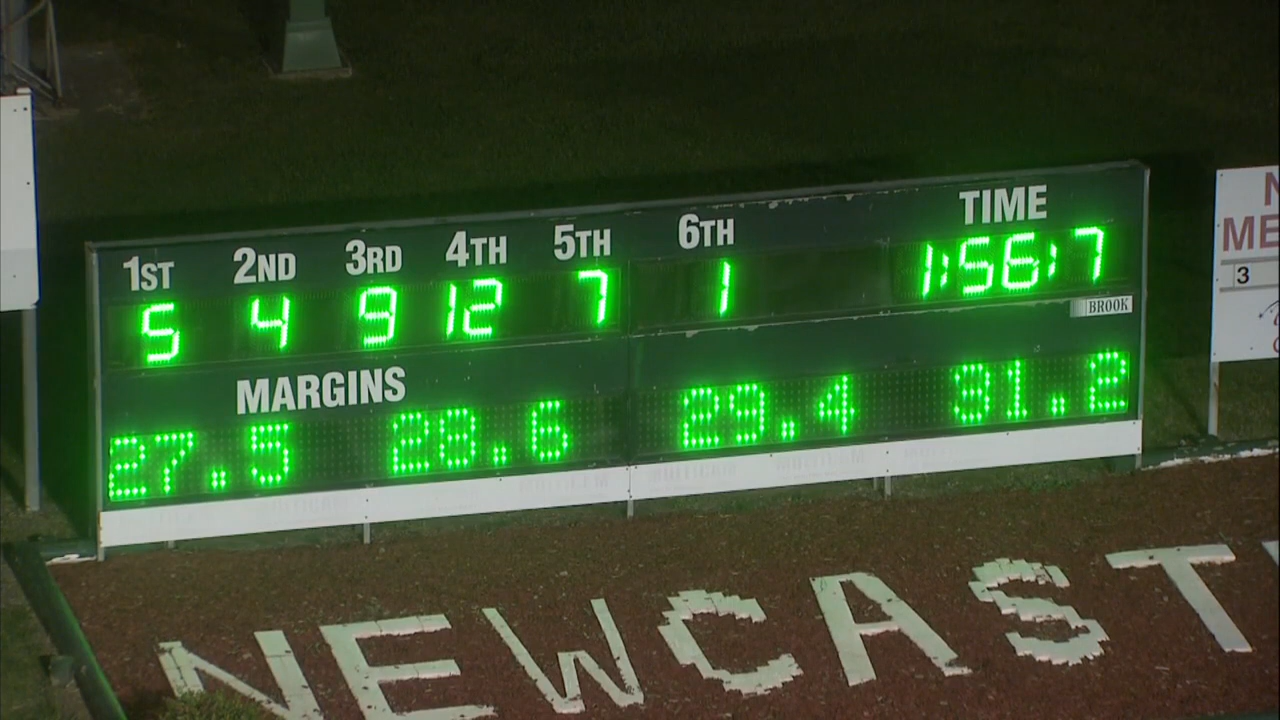 1ST 2ND 3RD 4TH 5TH 6TH TIME
5 4 9 12 7 1 1:56:7
BROOK
MARGINS
27.5 28.6 29.4 31.2
N
ME
3
NEWCAST